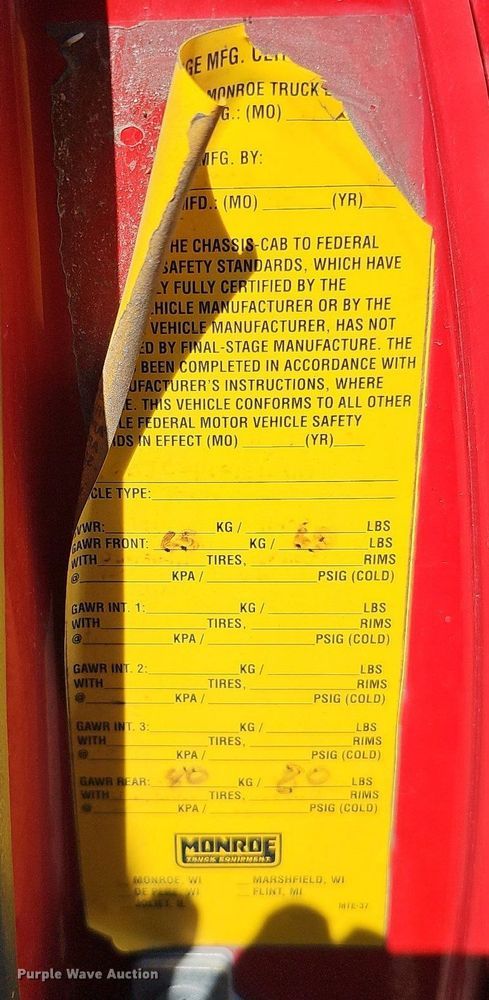 GE MFG.
MONROE TRUCK
G.: (MO)
MFG. BY:
MFD.: (MO) (YR)
HE CHASSIS-CAB TO FEDERAL
SAFETY STANDARDS, WHICH HAVE
LY FULLY CERTIFIED BY THE
HICLE MANUFACTURER OR BY THE
VEHICLE MANUFACTURER, HAS NOT
ED BY FINAL-STAGE MANUFACTURE. THE
BEEN COMPLETED IN ACCORDANCE WITH
UFACTURER'S INSTRUCTIONS, WHERE
E. THIS VEHICLE CONFORMS TO ALL OTHER
LE FEDERAL MOTOR VEHICLE SAFETY
DS IN EFFECT (MO) (YR)
CLE TYPE:
VWR: KG / LBS
GAWR FRONT: KG / LBS
WITH TIRES, RIMS
@ KPA / PSIG (COLD)
GAWR INT. 1: KG / LBS
WITH TIRES, RIMS
@ KPA / PSIG (COLD)
GAWR INT. 2: KG / LBS
WITH TIRES, RIMS
@ KPA / PSIG (COLD)
GAWR INT. 3: KG / LBS
WITH TIRES, RIMS
@ KPA / PSIG (COLD)
GAWR REAR: 40 KG / 80 LBS
WITH TIRES, RIMS
@ KPA / PSIG (COLD)
MONROE
TRUCK EQUIPMENT
MONROE, WI MARSHFIELD, WI
DE PERE, WI FLINT, MI
JOLIET, IL MTE-37
Purple Wave Auction